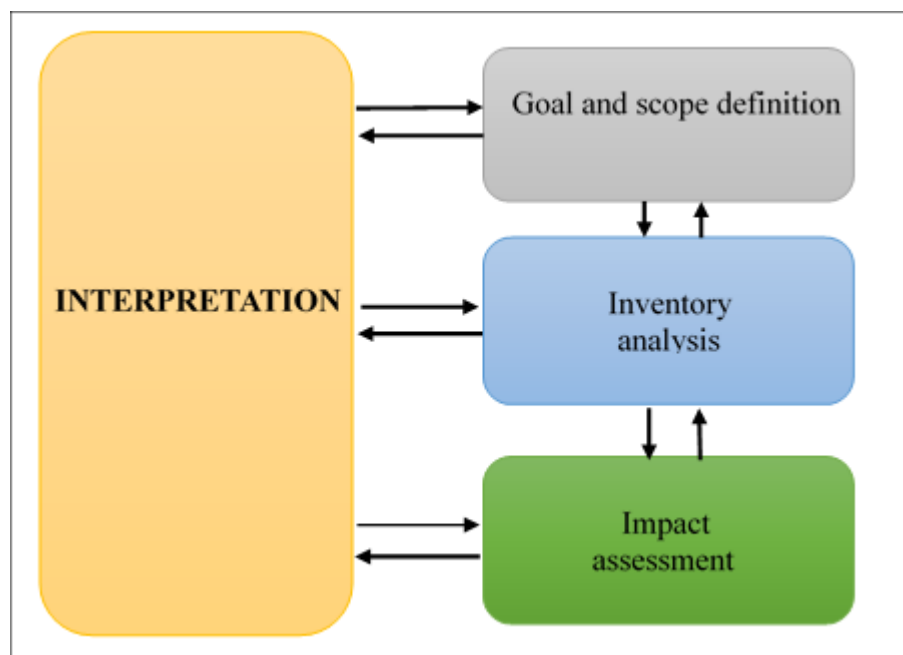 Goal and scope definition
INTERPRETATION
Inventory
analysis
Impact
assessment